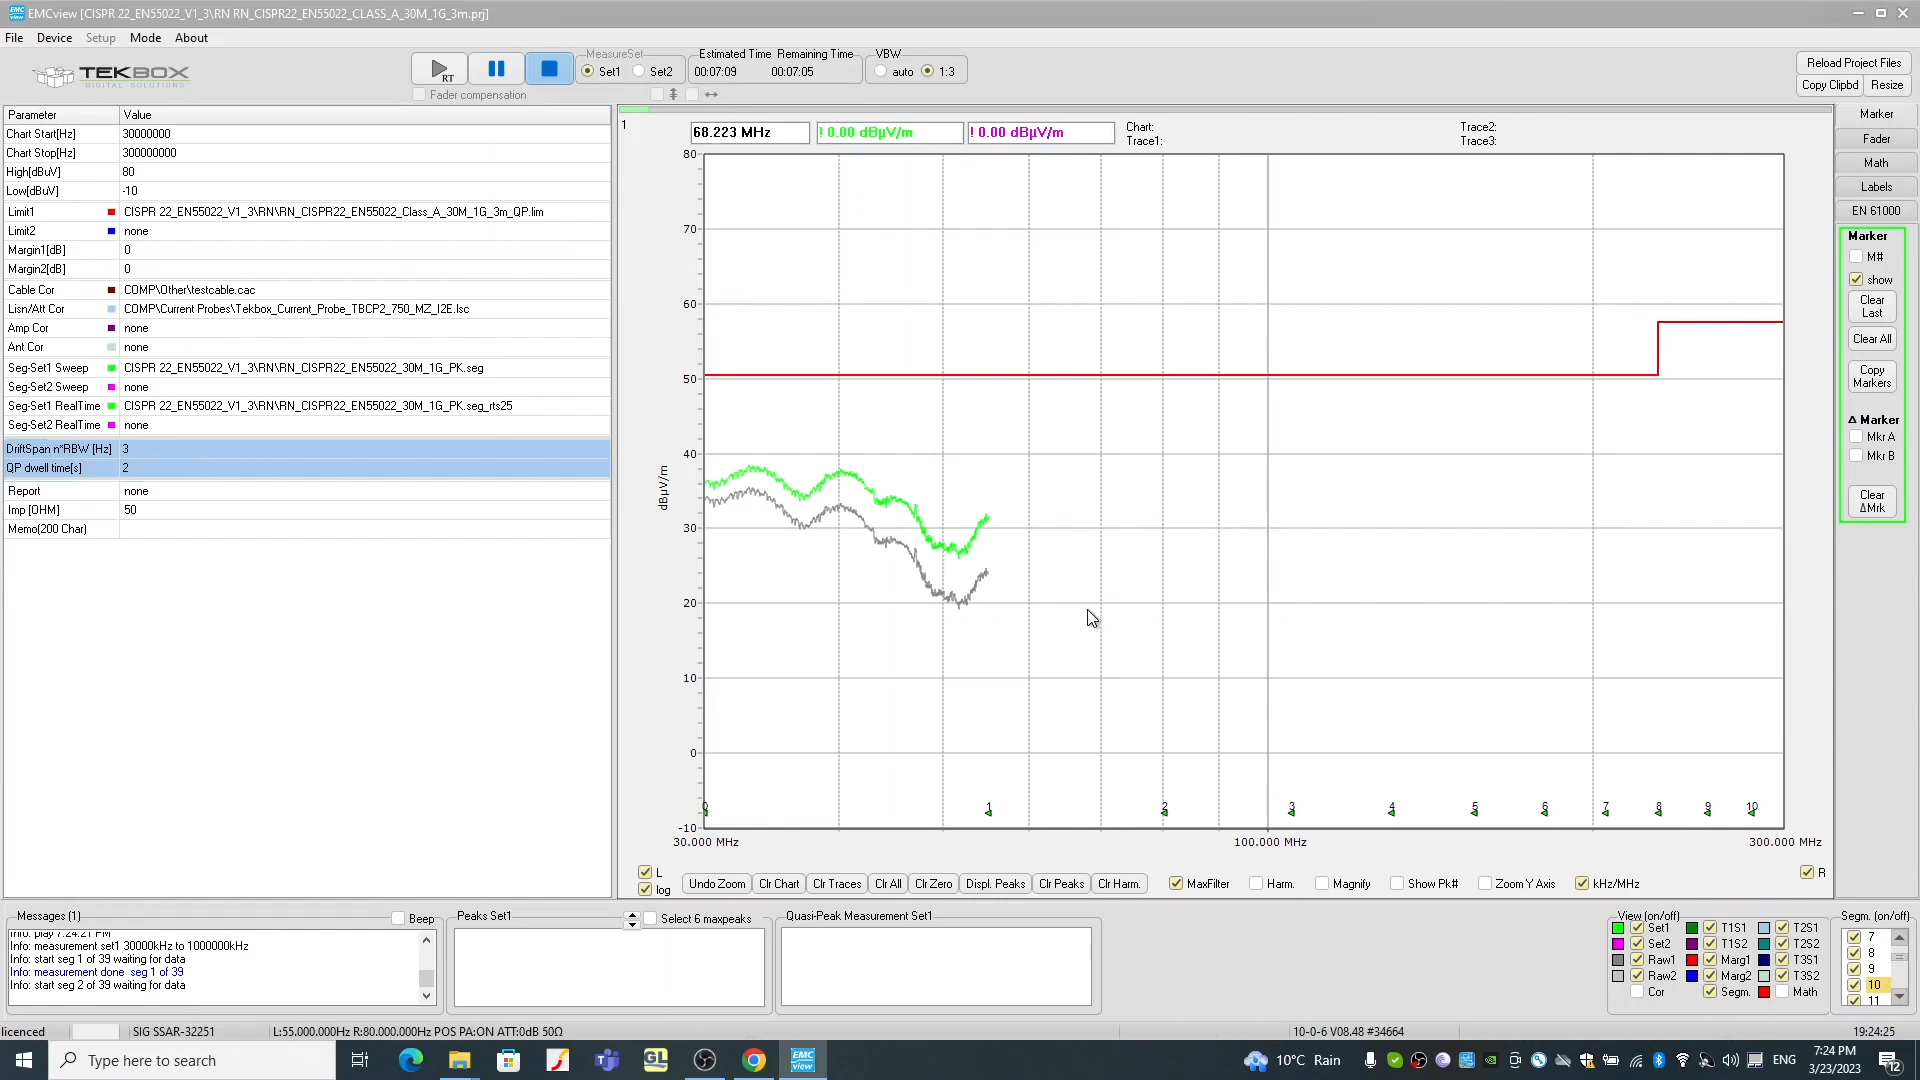 EMCview [CISPR 22_EN55022_V1_3\RN RN_CISPR22_EN55022_CLASS_A_30M_1G_3m.prj]
File Device Setup Mode About
TEKBOX
DIGITAL SOLUTIONS
RT
MeasureSet
Set1 Set2
Estimated Time Remaining Time
00:07:09 00:07:05
VBW
auto 1:3
Fader compensation
Reload Project Files
Copy Clipbd Resize
Parameter Value
Chart Start[Hz] 30000000
Chart Stop[Hz] 300000000
High[dBuV] 80
Low[dBuV] -10
Limit1 CISPR 22_EN55022_V1_3\RN\RN_CISPR22_EN55022_Class_A_30M_1G_3m_QP.lim
Limit2 none
Margin1[dB] 0
Margin2[dB] 0
Cable Cor COMP\Other\testcable.cac
Lisn/Att Cor COMP\Current Probes\Tekbox_Current_Probe_TBCP2_750_MZ_I2E.lsc
Amp Cor none
Ant Cor none
Seg-Set1 Sweep CISPR 22_EN55022_V1_3\RN\RN_CISPR22_EN55022_30M_1G_PK.seg
Seg-Set2 Sweep none
Seg-Set1 RealTime CISPR 22_EN55022_V1_3\RN\RN_CISPR22_EN55022_30M_1G_PK.seg_rts25
Seg-Set2 RealTime none
DriftSpan n*RBW [Hz] 3
QP dwell time[s] 2
Report none
Imp [OHM] 50
Memo(200 Char)
1
68.223 MHz ! 0.00 dBµV/m ! 0.00 dBµV/m
Chart: Trace2:
Trace1: Trace3:
80
70
60
50
40
30
20
10
0
-10
dBµV/m
0 1 2 3 4 5 6 7 8 9 10
30.000 MHz 100.000 MHz 300.000 MHz
L
log
Undo Zoom Clr Chart Clr Traces Clr All Clr Zero Displ. Peaks Clr Peaks Clr Harm. MaxFilter Harm. Magnify Show Pk# Zoom Y Axis kHz/MHz R
Marker
Fader
Math
Labels
EN 61000
Marker
M#
show
Clear
Last
Clear All
Copy
Markers
Δ Marker
Mkr A
Mkr B
Clear
ΔMrk
Messages (1) Beep
Info: play 7:24:21 PM
Info: measurement set1 30000kHz to 1000000kHz
Info: start seg 1 of 39 waiting for data
Info: measurement done seg 1 of 39
Info: start seg 2 of 39 waiting for data
Peaks Set1 Select 6 maxpeaks
Quasi-Peak Measurement Set1
View (on/off)
Set1 T1S1 T2S1
Set2 T1S2 T2S2
Raw1 Marg1 T3S1
Raw2 Marg2 T3S2
Cor Segm. Math
Segm. (on/off)
7
8
9
10
11
licenced SIG SSAR-32251 L:55.000.000Hz R:80.000.000Hz POS PA:ON ATT:0dB 50Ω 10-0-6 V08.48 #34664 19:24:25
Type here to search
GL
EMC
view
10°C Rain
ENG
7:24 PM
3/23/2023
12